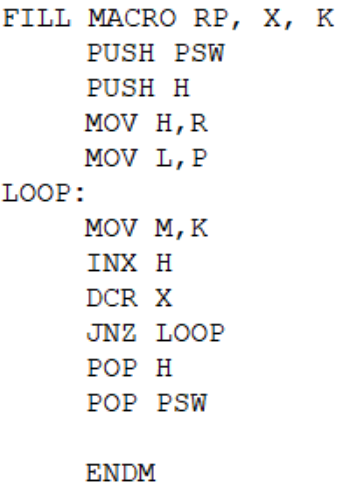 FILL MACRO RP, X, K
PUSH PSW
PUSH H
MOV H,R
MOV L,P
LOOP:
MOV M,K
INX H
DCR X
JNZ LOOP
POP H
POP PSW
ENDM